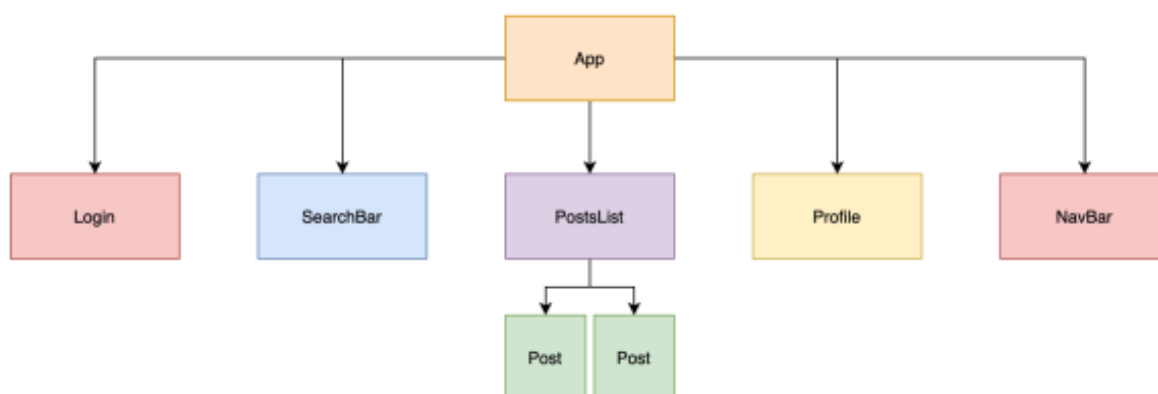 App
Login
SearchBar
PostsList
Profile
NavBar
Post
Post